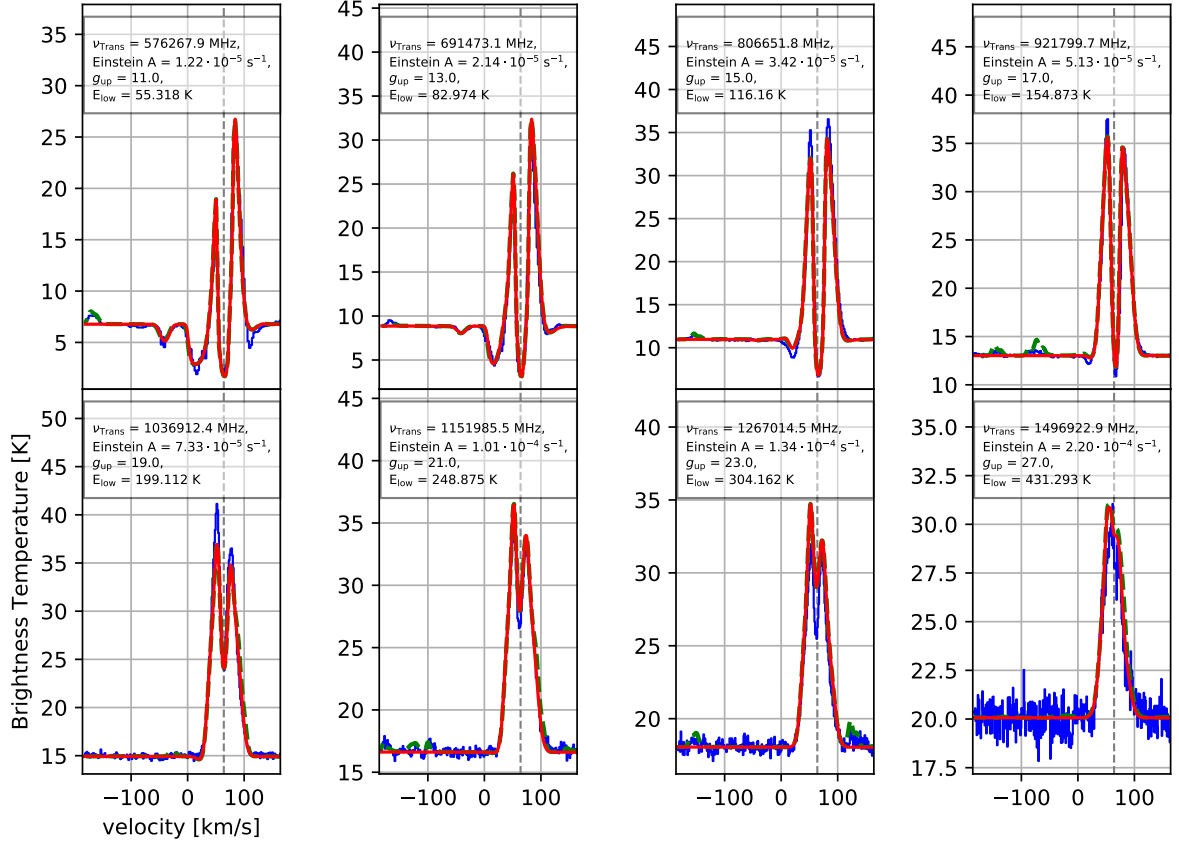 35
30
25
20
15
10
5
ν_Trans = 576267.9 MHz,
Einstein A = 1.22 · 10⁻⁵ s⁻¹,
g_up = 11.0,
E_low = 55.318 K
45
40
35
30
25
20
15
10
5
ν_Trans = 691473.1 MHz,
Einstein A = 2.14 · 10⁻⁵ s⁻¹,
g_up = 13.0,
E_low = 82.974 K
45
40
35
30
25
20
15
10
ν_Trans = 806651.8 MHz,
Einstein A = 3.42 · 10⁻⁵ s⁻¹,
g_up = 15.0,
E_low = 116.16 K
45
40
35
30
25
20
15
10
ν_Trans = 921799.7 MHz,
Einstein A = 5.13 · 10⁻⁵ s⁻¹,
g_up = 17.0,
E_low = 154.873 K
Brightness Temperature [K]
50
45
40
35
30
25
20
15
ν_Trans = 1036912.4 MHz,
Einstein A = 7.33 · 10⁻⁵ s⁻¹,
g_up = 19.0,
E_low = 199.112 K
−100 0 100
velocity [km/s]
45
40
35
30
25
20
15
ν_Trans = 1151985.5 MHz,
Einstein A = 1.01 · 10⁻⁴ s⁻¹,
g_up = 21.0,
E_low = 248.875 K
−100 0 100
40
35
30
25
20
ν_Trans = 1267014.5 MHz,
Einstein A = 1.34 · 10⁻⁴ s⁻¹,
g_up = 23.0,
E_low = 304.162 K
−100 0 100
35.0
32.5
30.0
27.5
25.0
22.5
20.0
17.5
ν_Trans = 1496922.9 MHz,
Einstein A = 2.20 · 10⁻⁴ s⁻¹,
g_up = 27.0,
E_low = 431.293 K
−100 0 100